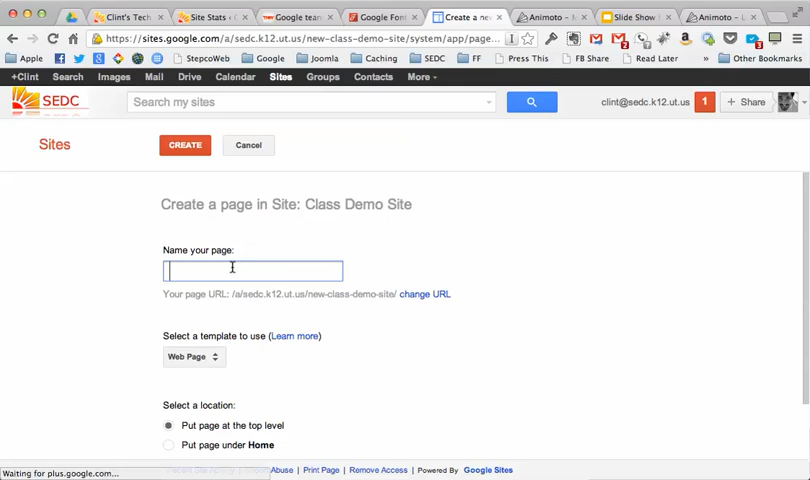 Clint's Tech
Site Stats - C
Google team
Google Font
Create a new
Animoto -
Slide Show
Animoto -
https://sites.google.com/a/sedc.k12.ut.us/new-class-demo-site/system/app/page...
Apple StepcoWeb Google Joomla Caching SEDC FF Press This FB Share Read Later Other Bookmarks
+Clint Search Images Mail Drive Calendar Sites Groups Contacts More
SEDC Search my sites clint@sedc.k12.ut.us 1 + Share
Sites CREATE Cancel
Create a page in Site: Class Demo Site
Name your page:
Your page URL: /a/sedc.k12.ut.us/new-class-demo-site/ change URL
Select a template to use (Learn more)
Web Page
Select a location:
Put page at the top level
Put page under Home
Waiting for plus.google.com...
Abuse | Print Page | Remove Access | Powered By Google Sites